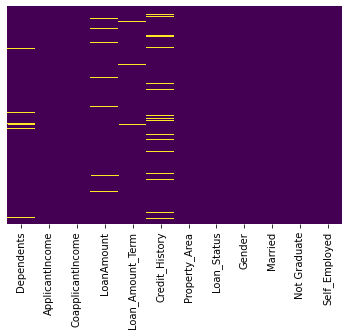 Dependents
ApplicantIncome
CoapplicantIncome
LoanAmount
Loan_Amount_Term
Credit_History
Property_Area
Loan_Status
Gender
Married
Not Graduate
Self_Employed